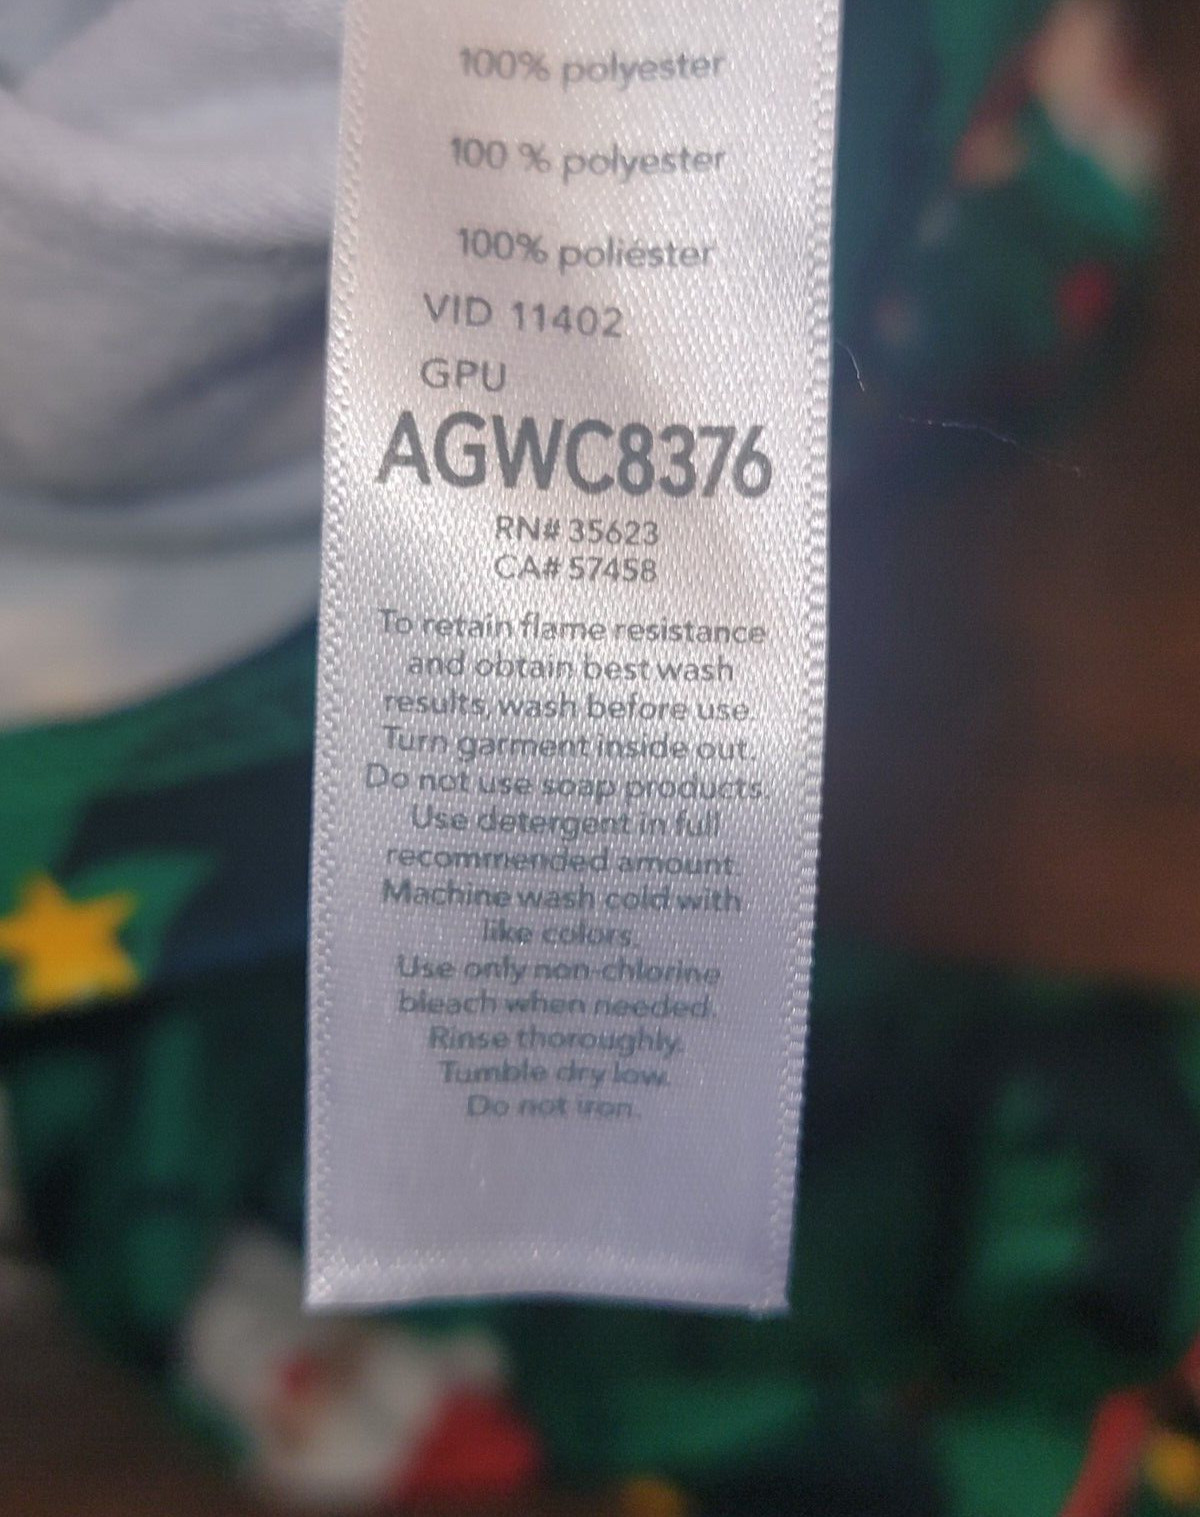 100% polyester
100 % polyester
100% poliéster
VID 11402
GPU
AGWC8376
RN# 35623
CA# 57458
To retain flame resistance
and obtain best wash
results, wash before use.
Turn garment inside out.
Do not use soap products.
Use detergent in full
recommended amount.
Machine wash cold with
like colors.
Use only non-chlorine
bleach when needed.
Rinse thoroughly.
Tumble dry low.
Do not iron.